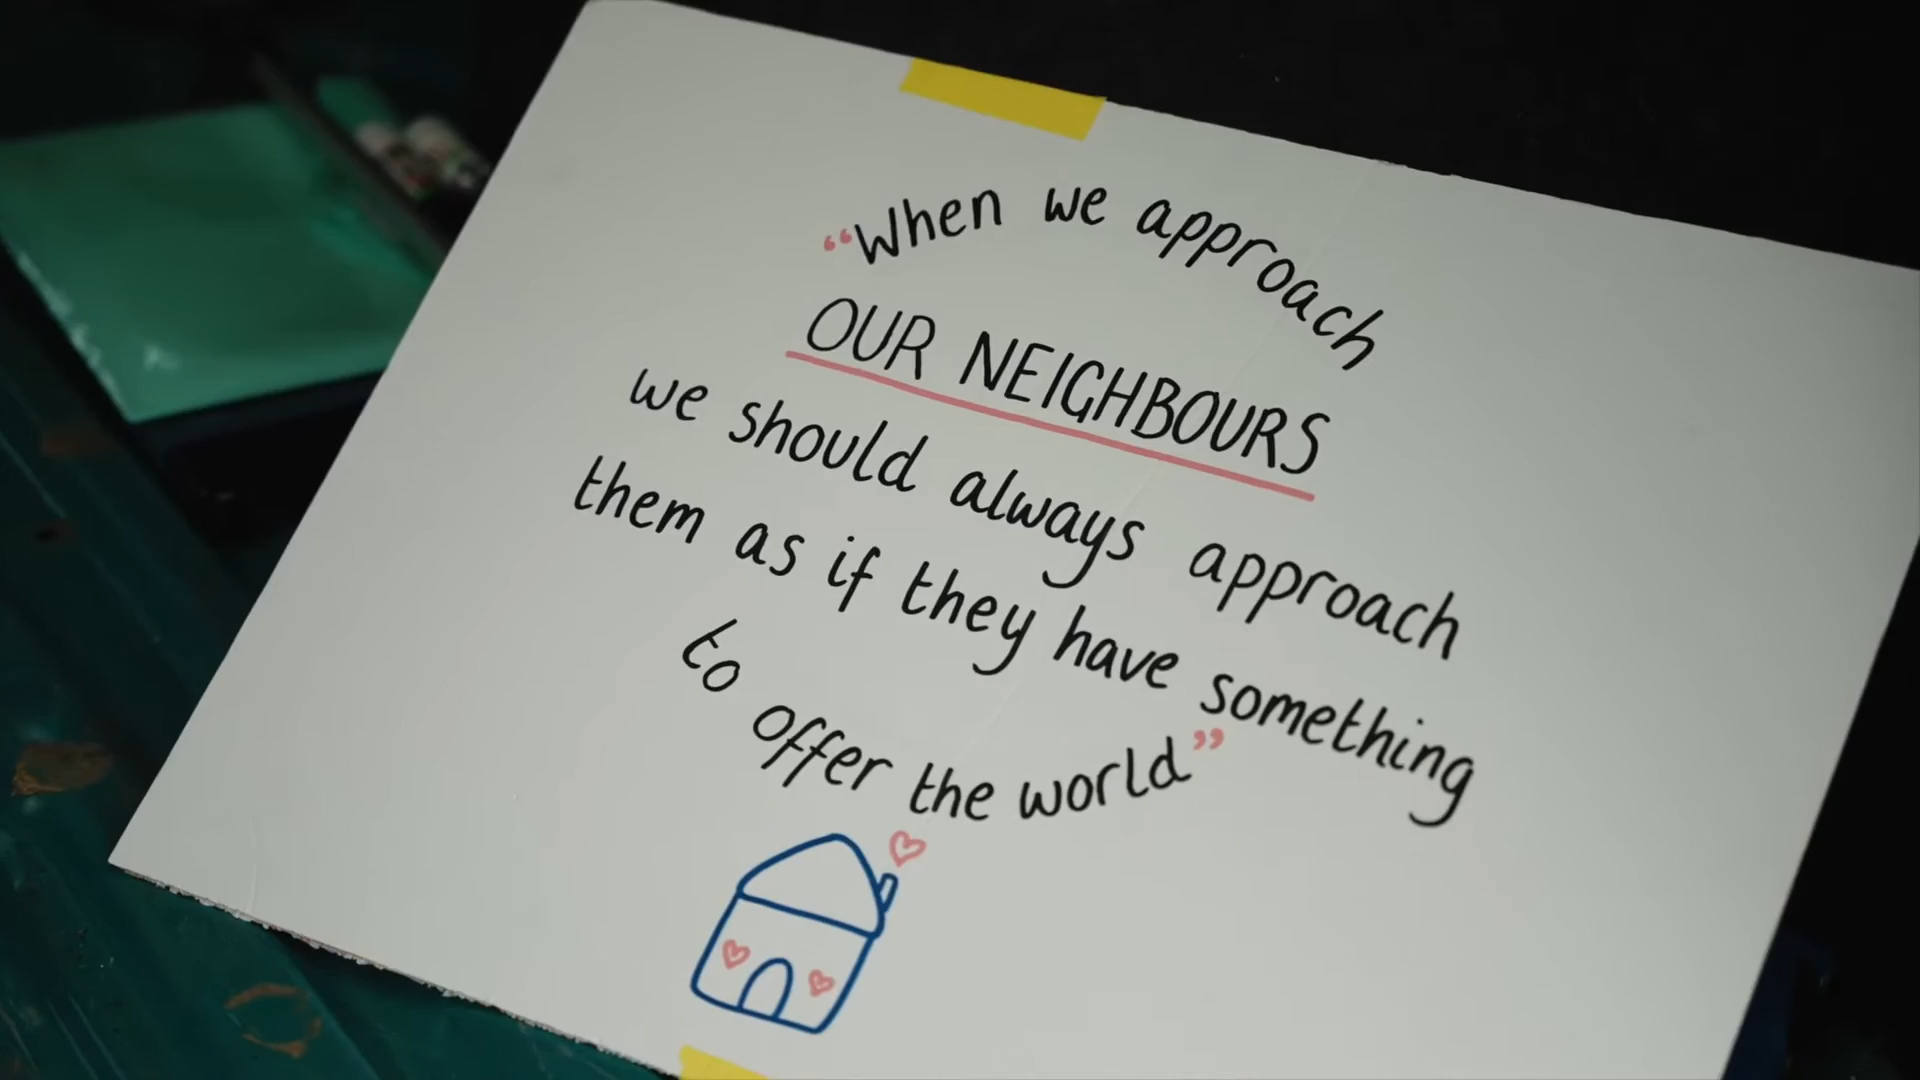 “When we approach
OUR NEIGHBOURS
we should always approach
them as if they have something
to offer the world”